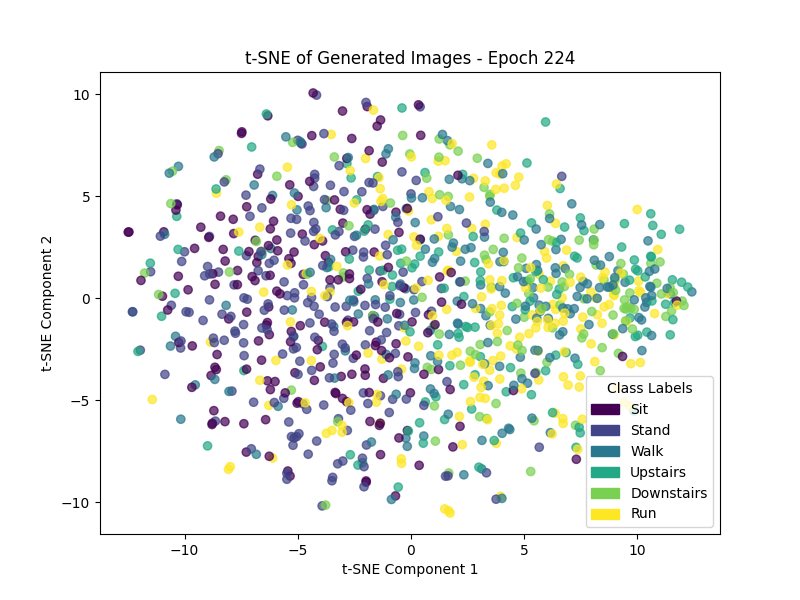 t-SNE of Generated Images - Epoch 224
t-SNE Component 2
10
5
0
−5
−10
−10
−5
0
5
10
t-SNE Component 1
Class Labels
Sit
Stand
Walk
Upstairs
Downstairs
Run